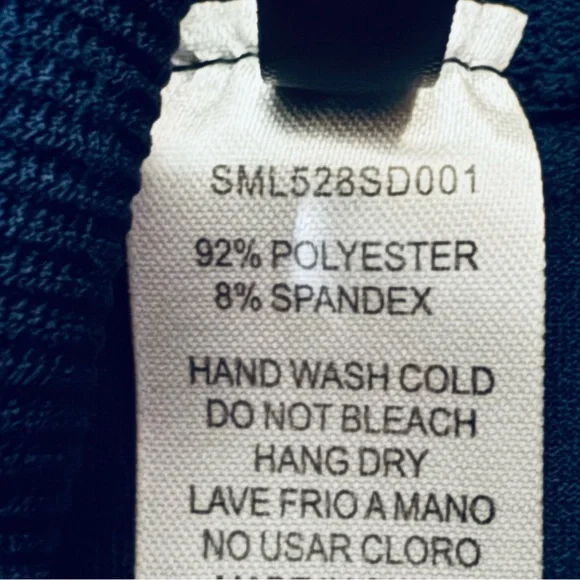 SML528SD001
92% POLYESTER
8% SPANDEX
HAND WASH COLD
DO NOT BLEACH
HANG DRY
LAVE FRIO A MANO
NO USAR CLORO